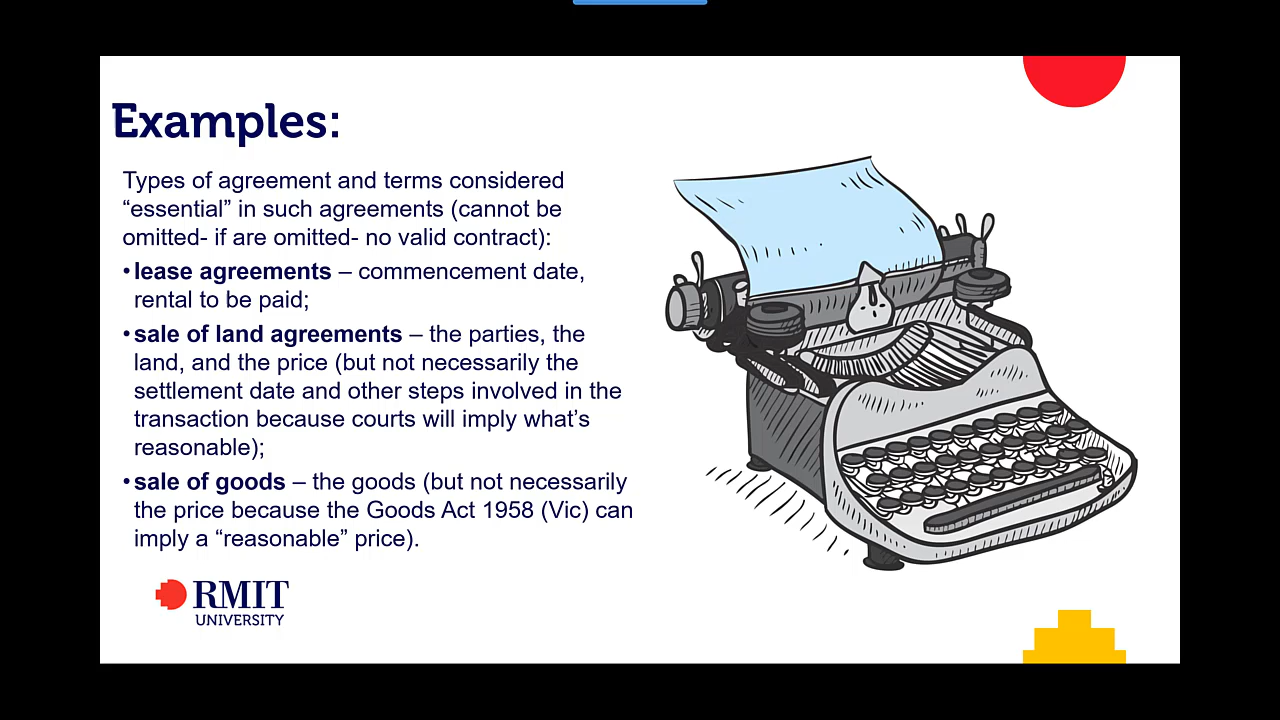 Examples:
Types of agreement and terms considered
“essential” in such agreements (cannot be
omitted- if are omitted- no valid contract):
•lease agreements – commencement date,
rental to be paid;
•sale of land agreements – the parties, the
land, and the price (but not necessarily the
settlement date and other steps involved in the
transaction because courts will imply what’s
reasonable);
•sale of goods – the goods (but not necessarily
the price because the Goods Act 1958 (Vic) can
imply a “reasonable” price).
RMIT
UNIVERSITY